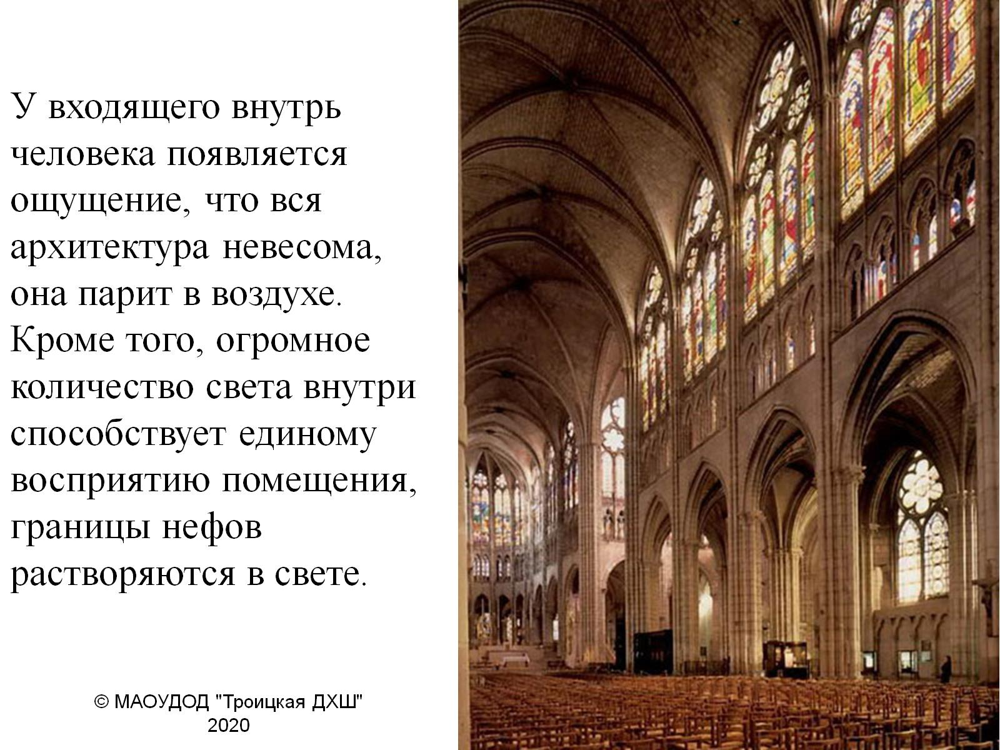 У входящего внутрь
человека появляется
ощущение, что вся
архитектура невесома,
она парит в воздухе.
Кроме того, огромное
количество света внутри
способствует единому
восприятию помещения,
границы нефов
растворяются в свете.
© МАОУДОД "Троицкая ДХШ"
2020